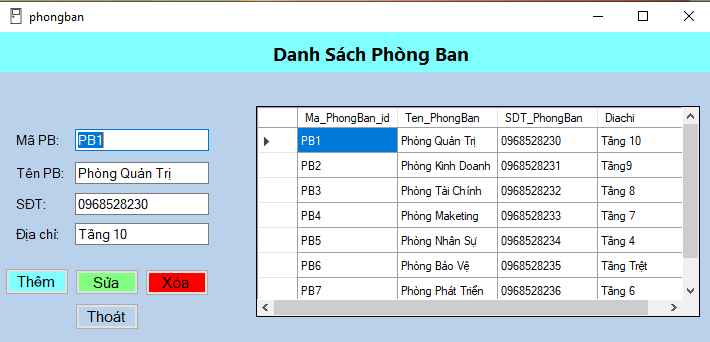 phongban
Danh Sách Phòng Ban
Mã PB: PB1
Tên PB: Phòng Quản Trị
SĐT: 0968528230
Địa chỉ: Tầng 10
Thêm Sửa Xóa
Thoát
Ma_PhongBan_id Ten_PhongBan SDT_PhongBan Diachi
PB1 Phòng Quản Trị 0968528230 Tầng 10
PB2 Phòng Kinh Doanh 0968528231 Tầng9
PB3 Phòng Tài Chính 0968528232 Tầng 8
PB4 Phòng Maketing 0968528233 Tầng 7
PB5 Phòng Nhân Sự 0968528234 Tầng 4
PB6 Phòng Bảo Vệ 0968528235 Tầng Trệt
PB7 Phòng Phát Triển 0968528236 Tầng 6